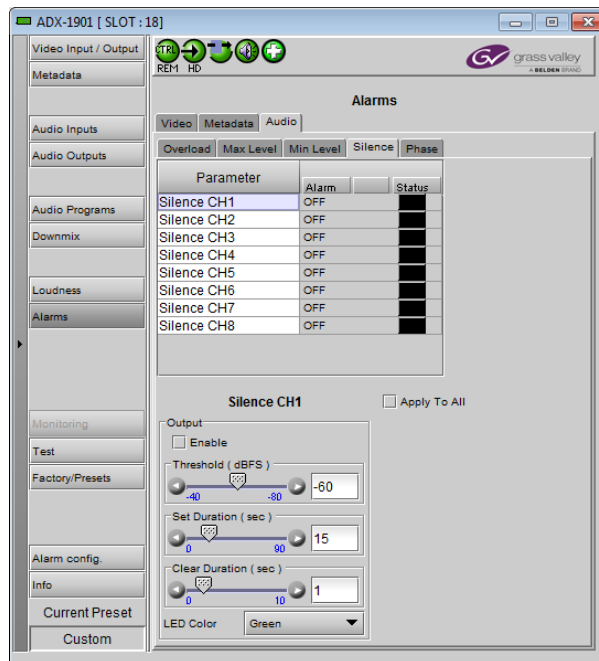 ADX-1901 [ SLOT : 18]
Video Input / Output
Metadata
Audio Inputs
Audio Outputs
Audio Programs
Downmix
Loudness
Alarms
Monitoring
Test
Factory/Presets
Alarm config.
Info
Current Preset
Custom
CTRL
REM HD
GV grass valley
A BELDEN BRAND
Alarms
Video Metadata Audio
Overload Max Level Min Level Silence Phase
Parameter Alarm Status
Silence CH1 OFF
Silence CH2 OFF
Silence CH3 OFF
Silence CH4 OFF
Silence CH5 OFF
Silence CH6 OFF
Silence CH7 OFF
Silence CH8 OFF
Silence CH1
Apply To All
Output
Enable
Threshold ( dBFS )
-40 -80 -60
Set Duration ( sec )
0 90 15
Clear Duration ( sec )
0 10 1
LED Color Green